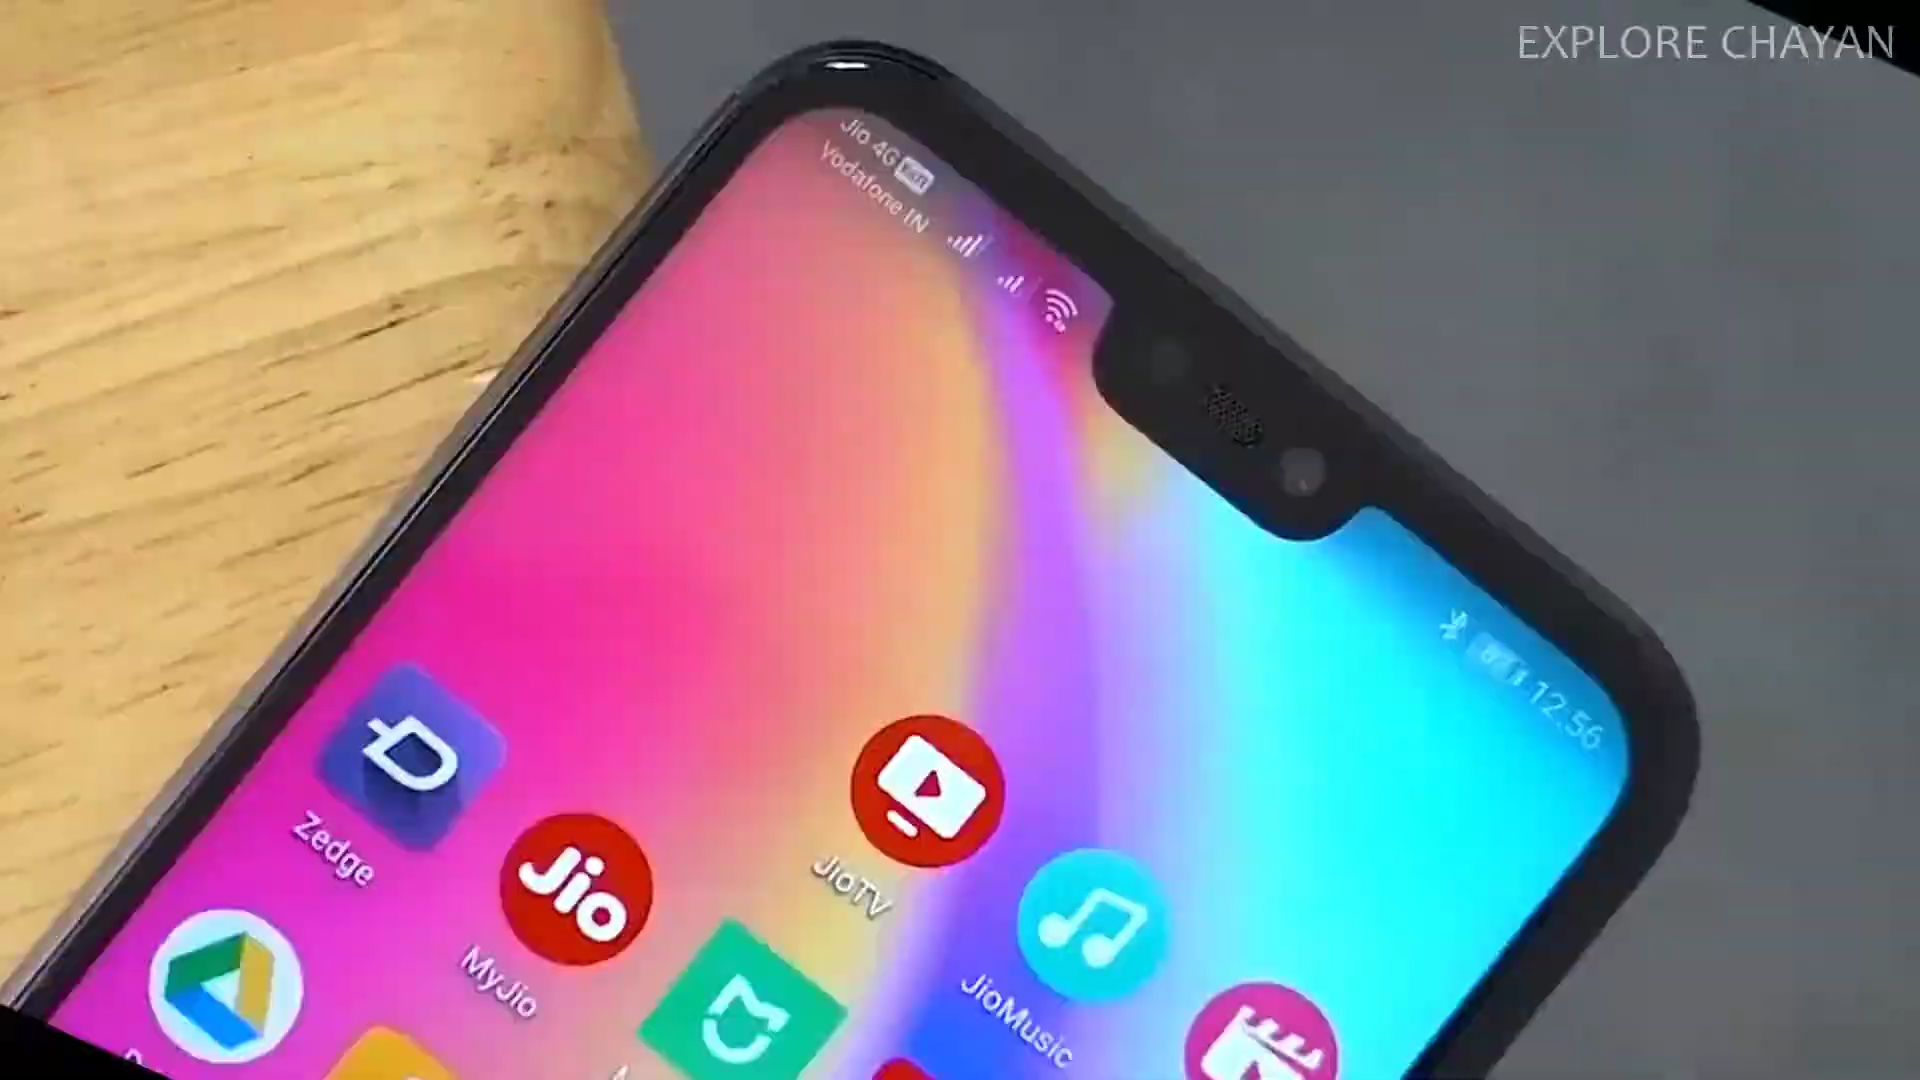 EXPLORE CHAYAN
Jio 4G
Vodafone IN
12:56
Zedge
Jio
MyJio
JioTV
JioMusic